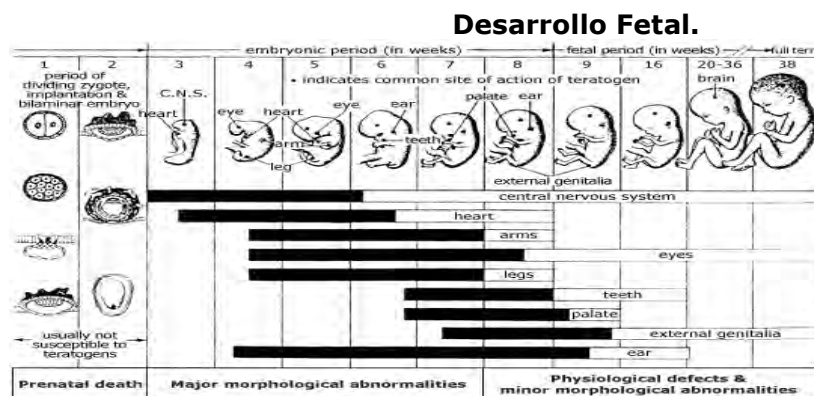 Desarrollo Fetal.
embryonic period (in weeks)
fetal period (in weeks)
full term
1 2 3 4 5 6 7 8 9 16 20-36 38
period of
dividing zygote,
implantation &
bilaminar embryo
• indicates common site of action of teratogen
brain
C.N.S.
heart
eye
heart
eye
ear
palate
ear
arm
leg
teeth
external genitalia
central nervous system
heart
arms
eyes
legs
teeth
palate
external genitalia
ear
usually not
susceptible to
teratogens
Prenatal death
Major morphological abnormalities
Physiological defects &
minor morphological abnormalities